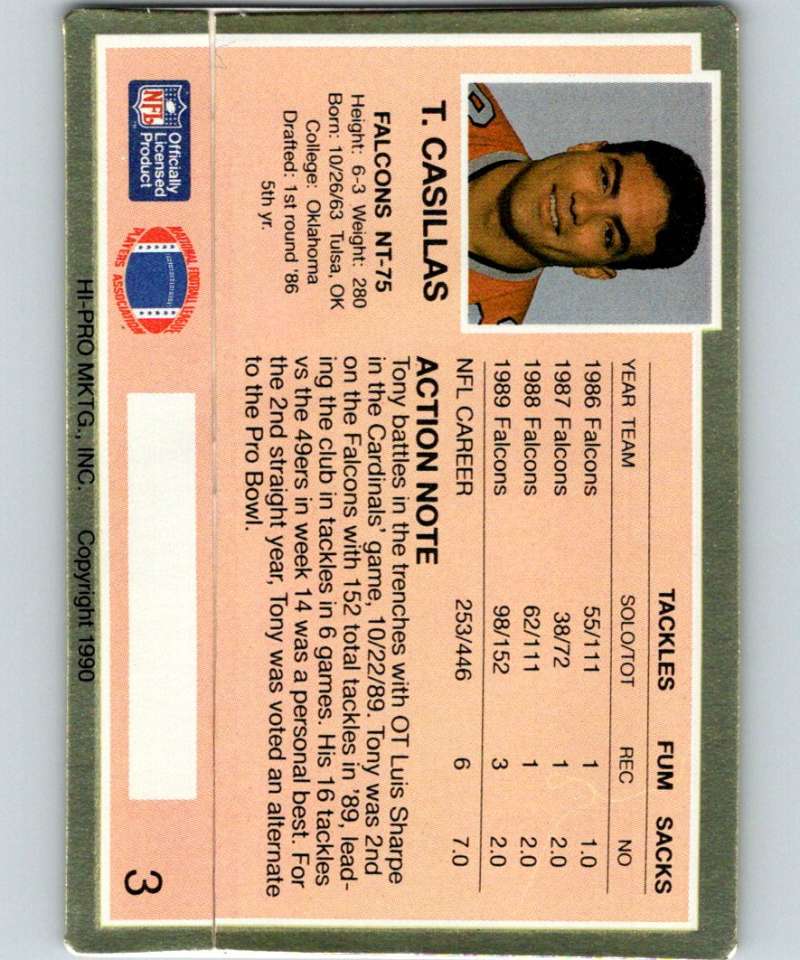 T. CASILLAS
FALCONS NT-75
Height: 6-3 Weight: 280
Born: 10/26/63 Tulsa, OK
College: Oklahoma
Drafted: 1st round '86
5th yr.
TACKLES FUM SACKS
YEAR TEAM SOLO/TOT REC NO
1986 Falcons 55/111 1 1.0
1987 Falcons 38/72 1 2.0
1988 Falcons 62/111 1 2.0
1989 Falcons 98/152 3 2.0
NFL CAREER 253/446 6 7.0
ACTION NOTE
Tony battles in the trenches with OT Luis Sharpe
in the Cardinals' game, 10/22/89. Tony was 2nd
on the Falcons with 152 total tackles in '89, lead-
ing the club in tackles in 6 games. His 16 tackles
vs the 49ers in week 14 was a personal best. For
the 2nd straight year, Tony was voted an alternate
to the Pro Bowl.
NFL
Officially
Licensed
Product
NATIONAL FOOTBALL LEAGUE
PLAYERS ASSOCIATION
3
HI-PRO MKTG., INC. Copyright 1990